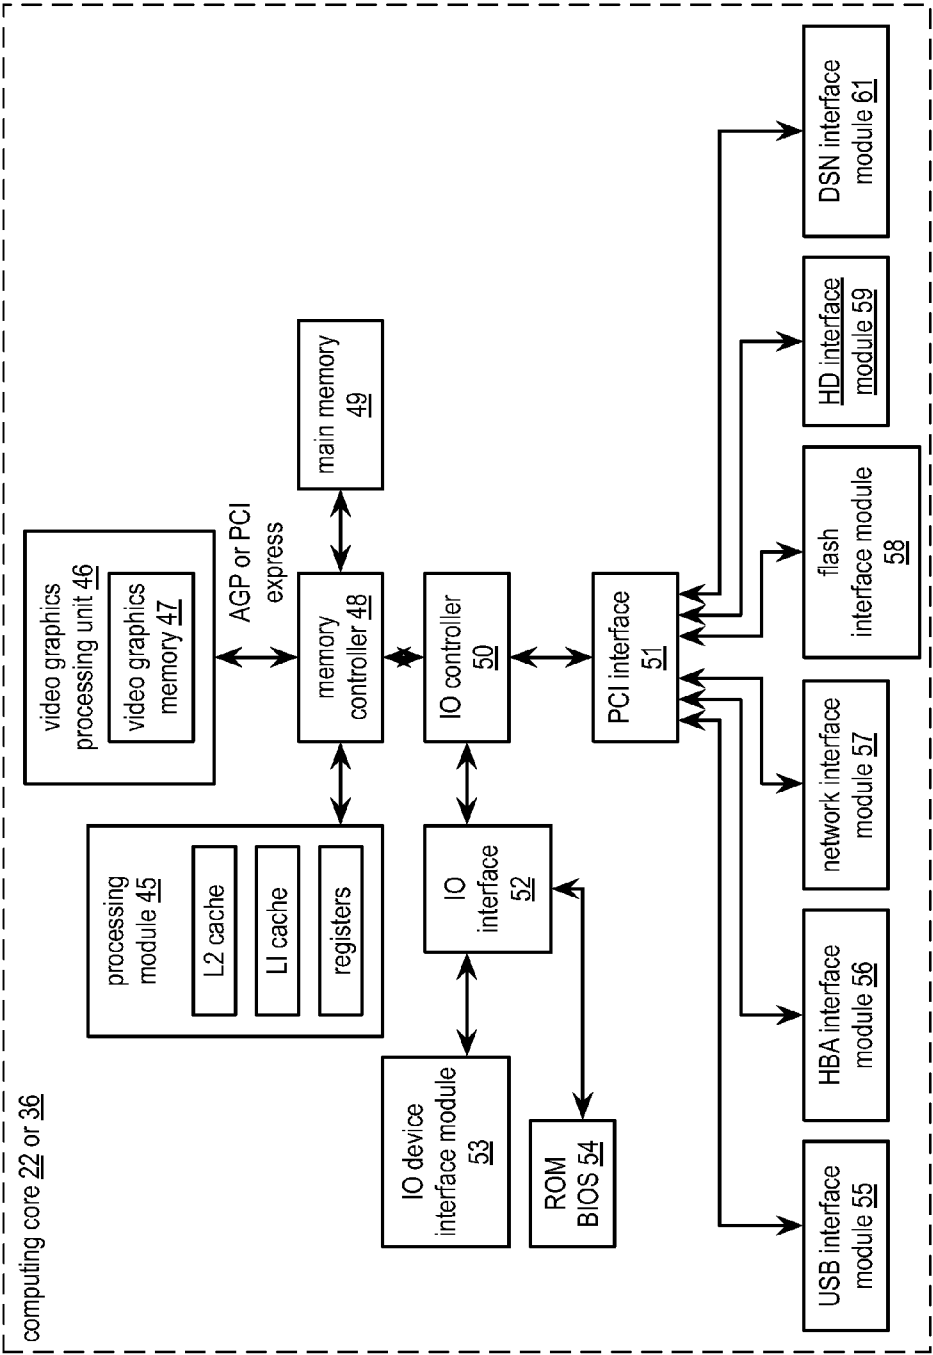 computing core 22 or 36
video graphics
processing unit 46
video graphics
memory 47
processing
module 45
L2 cache
LI cache
registers
AGP or PCI
express
memory
controller 48
main memory
49
IO device
interface module
53
IO
interface
52
IO controller
50
ROM
BIOS 54
PCI interface
51
USB interface
module 55
HBA interface
module 56
network interface
module 57
flash
interface module
58
HD interface
module 59
DSN interface
module 61